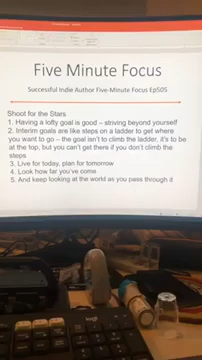 Five Minute Focus
Successful Indie Author Five-Minute Focus Ep505
Shoot for the Stars
1. Having a lofty goal is good – striving beyond yourself
2. Interim goals are like steps on a ladder to get where
you want to go – the goal isn't to climb the ladder, it's to be
at the top, but you can't get there if you don't climb the
steps
3. Live for today, plan for tomorrow
4. Look how far you've come
5. And keep looking at the world as you pass through it